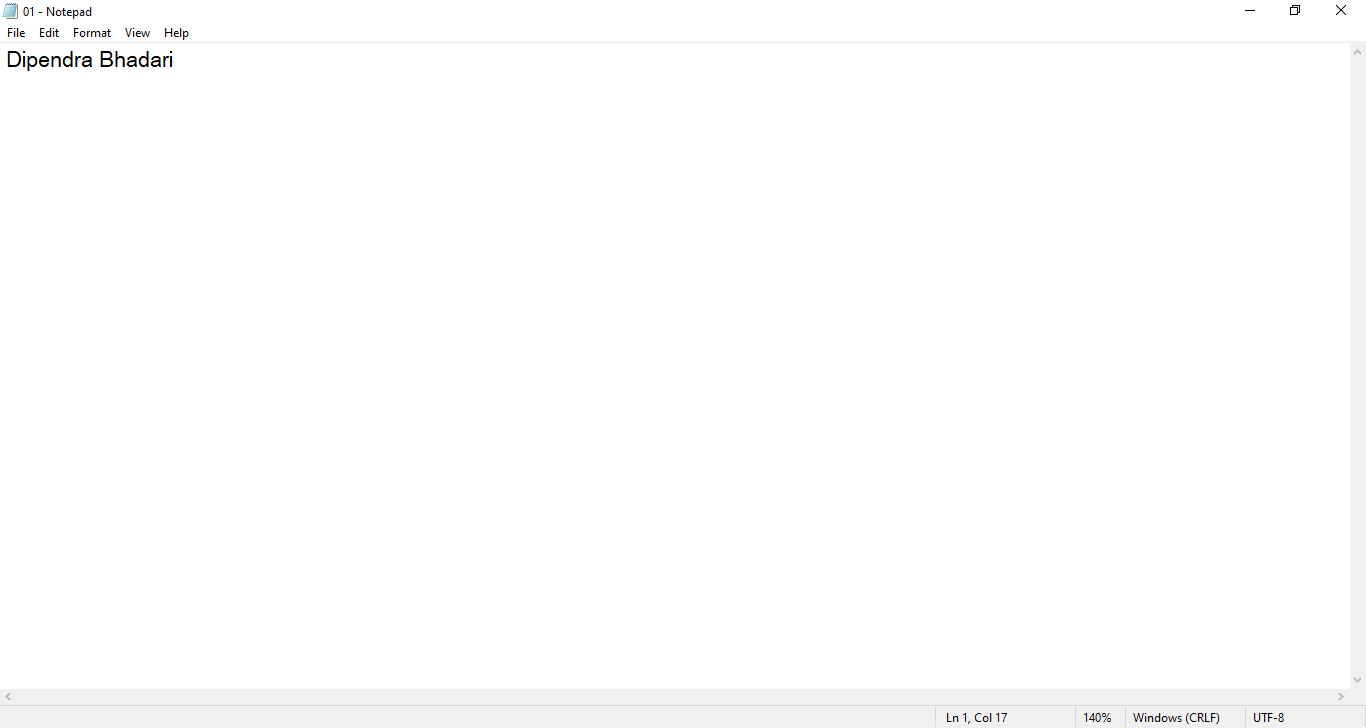 01 - Notepad
File Edit Format View Help
Dipendra Bhadari
Ln 1, Col 17 140% Windows (CRLF) UTF-8